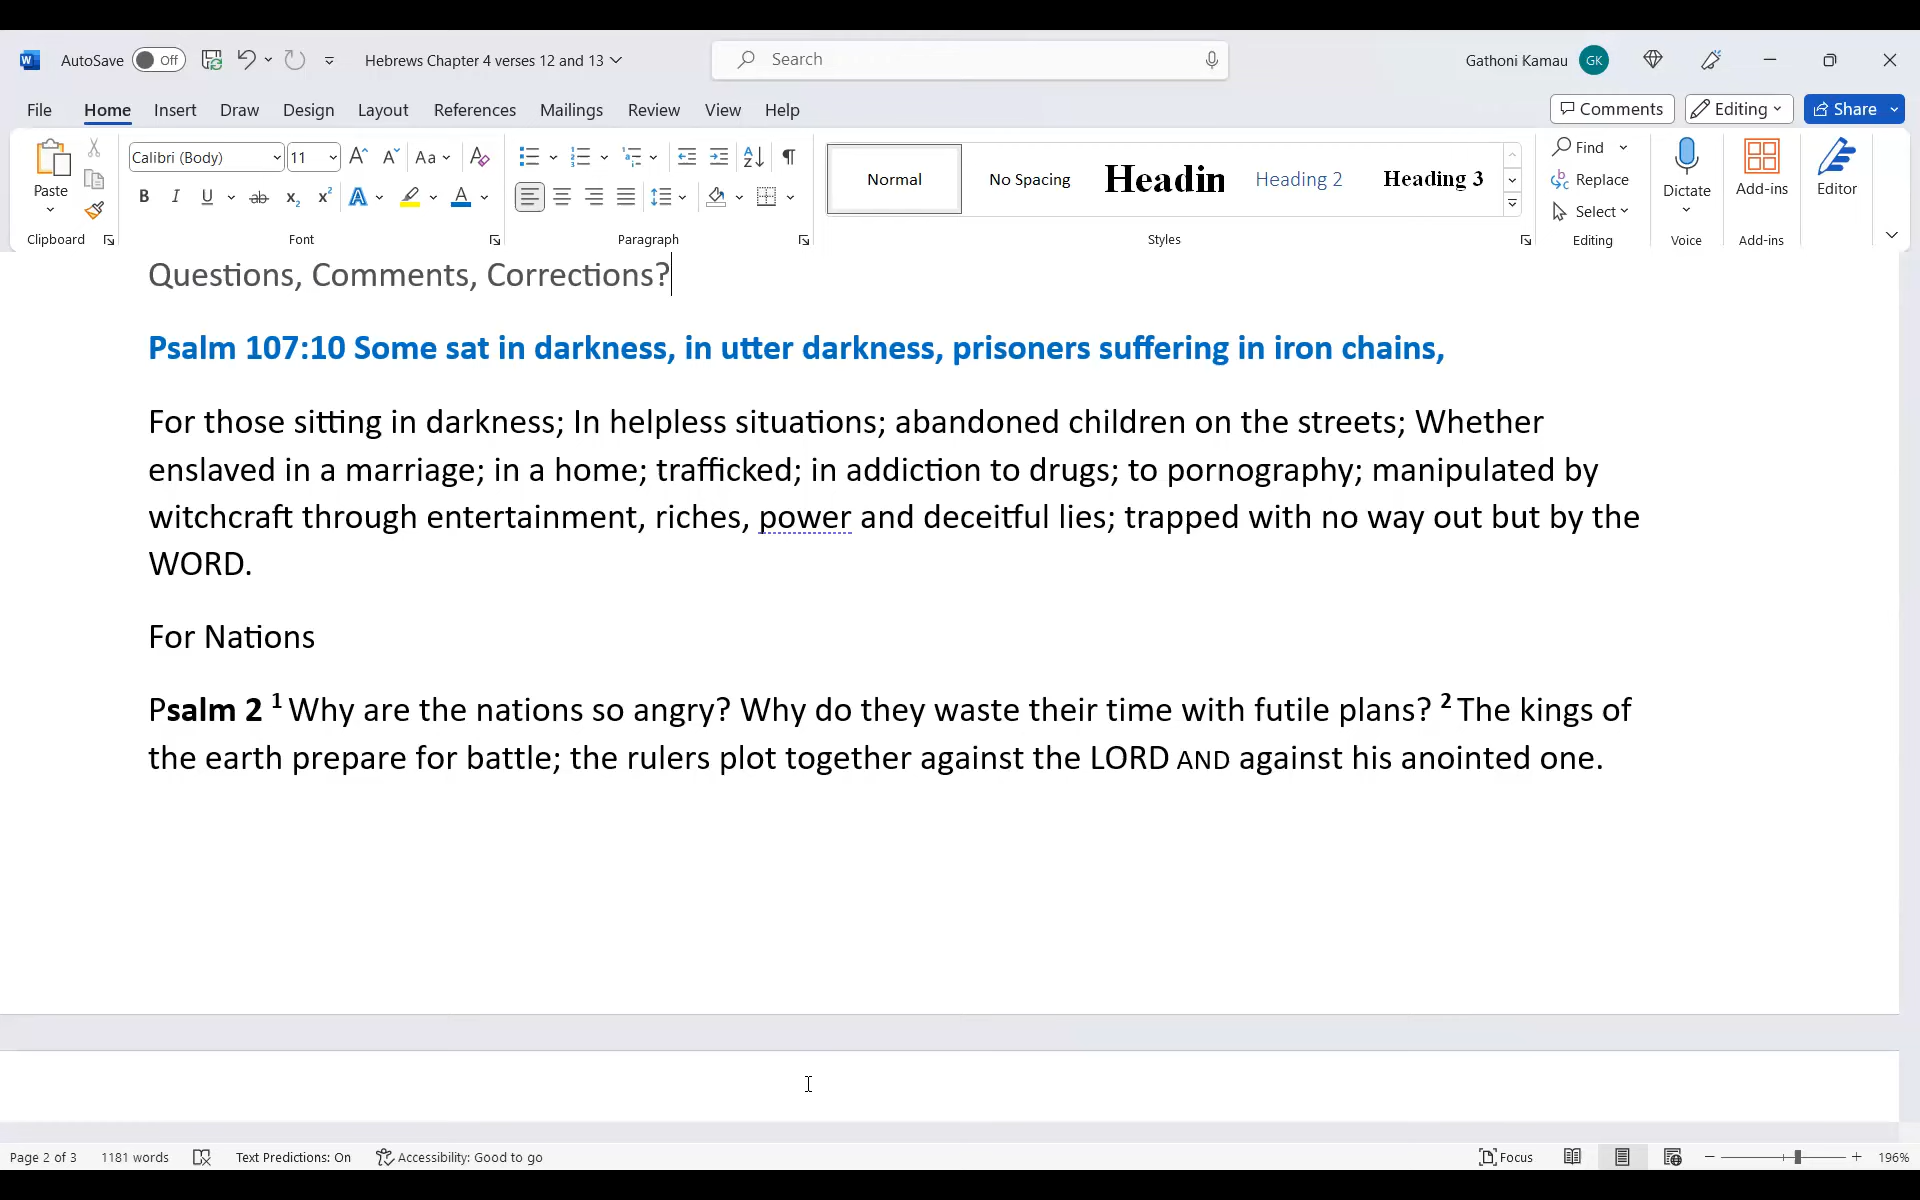 AutoSave Off Hebrews Chapter 4 verses 12 and 13 Search Gathoni Kamau GK
File Home Insert Draw Design Layout References Mailings Review View Help Comments Editing Share
Paste Calibri (Body) 11 Aa Normal No Spacing Headin Heading 2 Heading 3 Find Replace Select Dictate Add-ins Editor
Clipboard Font Paragraph Styles Editing Voice Add-ins
Questions, Comments, Corrections?
Psalm 107:10 Some sat in darkness, in utter darkness, prisoners suffering in iron chains,
For those sitting in darkness; In helpless situations; abandoned children on the streets; Whether
enslaved in a marriage; in a home; trafficked; in addiction to drugs; to pornography; manipulated by
witchcraft through entertainment, riches, power and deceitful lies; trapped with no way out but by the
WORD.
For Nations
Psalm 2 1 Why are the nations so angry? Why do they waste their time with futile plans? 2 The kings of
the earth prepare for battle; the rulers plot together against the LORD AND against his anointed one.
Page 2 of 3 1181 words Text Predictions: On Accessibility: Good to go Focus 196%